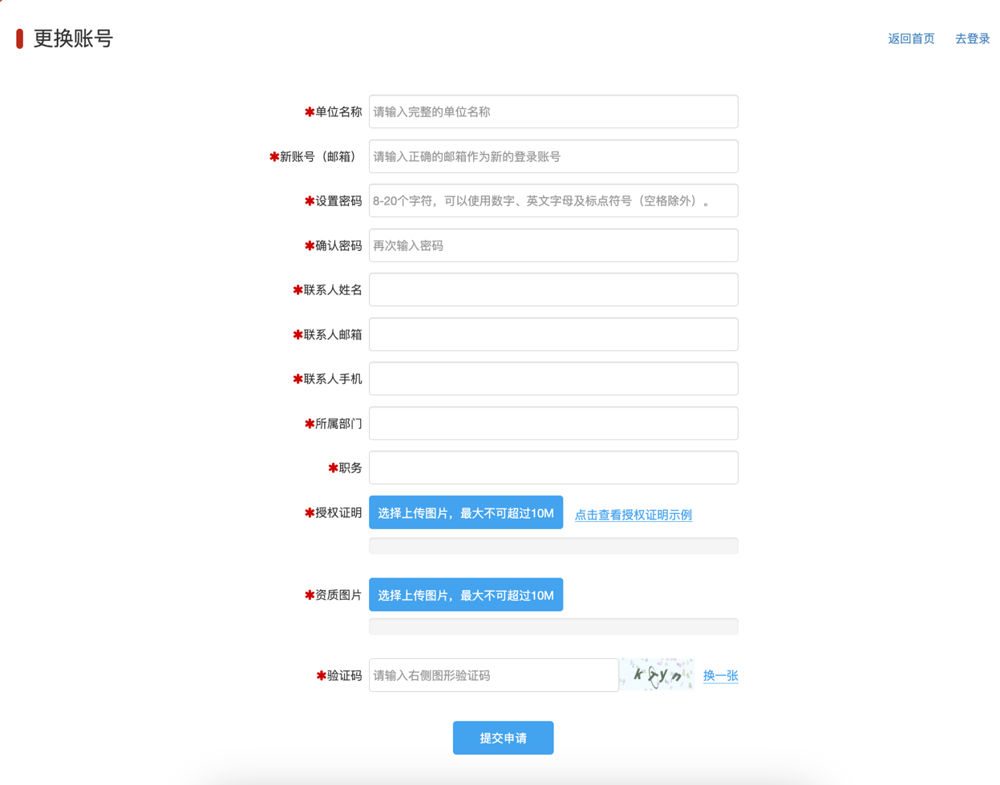 更换账号
返回首页 去登录
✱单位名称 请输入完整的单位名称
✱新账号（邮箱） 请输入正确的邮箱作为新的登录账号
✱设置密码 8-20个字符，可以使用数字、英文字母及标点符号（空格除外）。
✱确认密码 再次输入密码
✱联系人姓名
✱联系人邮箱
✱联系人手机
✱所属部门
✱职务
✱授权证明 选择上传图片，最大不可超过10M 点击查看授权证明示例
✱资质图片 选择上传图片，最大不可超过10M
✱验证码 请输入右侧图形验证码 换一张
提交申请